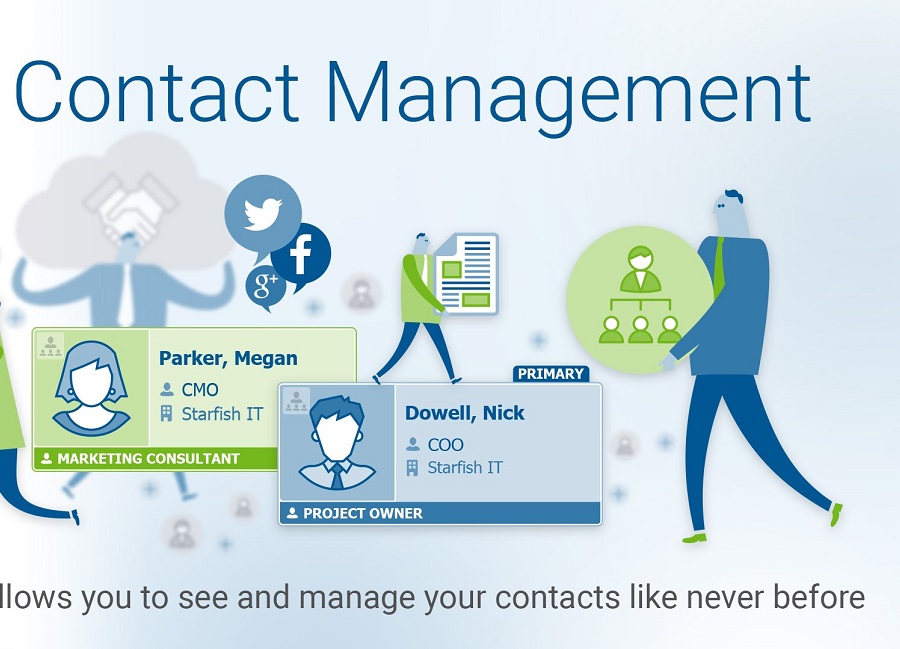 Contact Management
f
g+
Parker, Megan
CMO
Starfish IT
MARKETING CONSULTANT
PRIMARY
Dowell, Nick
COO
Starfish IT
PROJECT OWNER
llows you to see and manage your contacts like never before